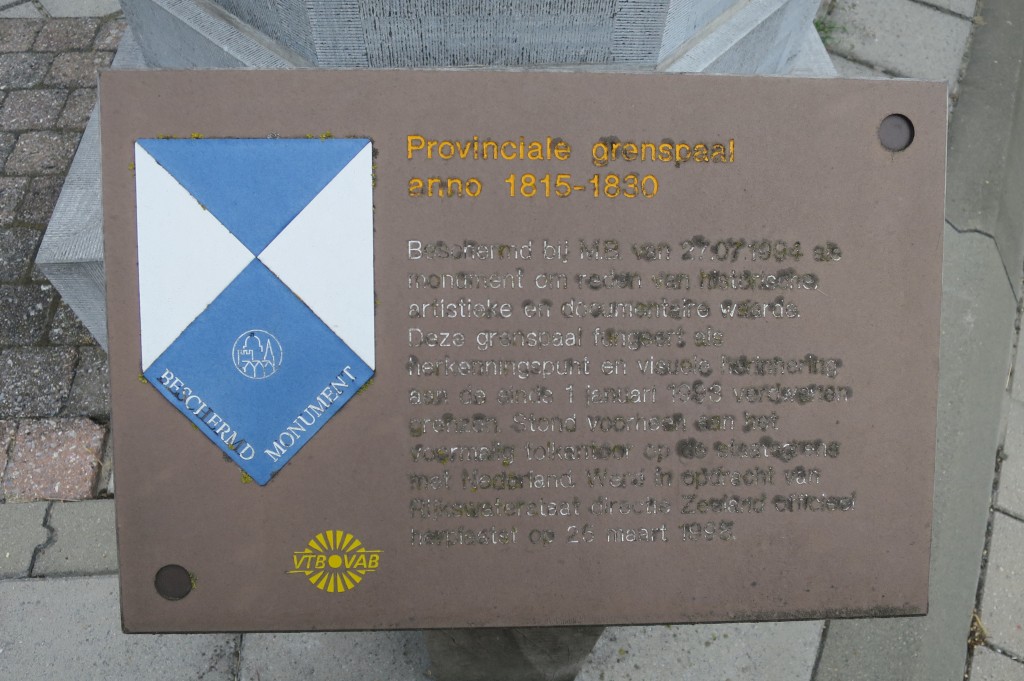 Provinciale grenspaal
anno 1815-1830
Beschermd bij M.B. van 27.07.1994 als
monument om reden van historische
artistieke en documentaire waarde.
Deze grenspaal fungeert als
herkenningspunt en visuele herinnering
aan de sinds 1 januari verdwenen
grenzen. Stond voorheen aan het
voormalig tolkantoor op de staatsgrens
met Nederland. Werd in opdracht van
Rijkswaterstaat directie Zeeland officieel
herplaatst op 26 maart
BESCHERMD
MONUMENT
VTB VAB